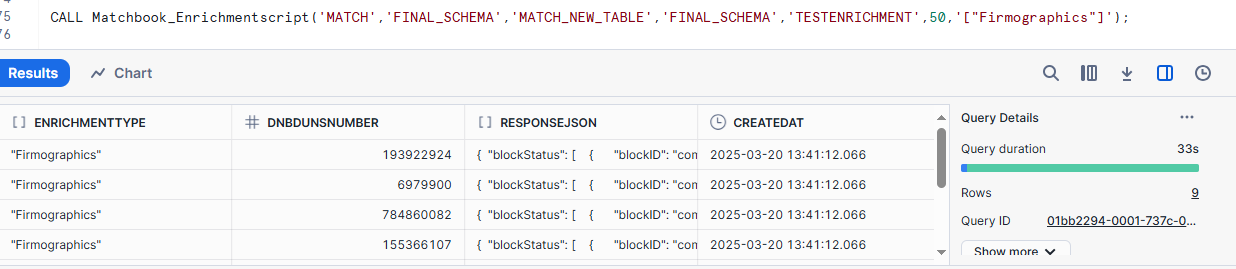 75 CALL Matchbook_Enrichmentscript('MATCH','FINAL_SCHEMA','MATCH_NEW_TABLE','FINAL_SCHEMA','TESTENRICHMENT',50,'["Firmographics"]');
76
Results Chart
[ ] ENRICHMENTTYPE # DNBDUNSNUMBER [ ] RESPONSEJSON CREATEDAT
"Firmographics" 193922924 { "blockStatus": [ { "blockID": "con 2025-03-20 13:41:12.066
"Firmographics" 6979900 { "blockStatus": [ { "blockID": "con 2025-03-20 13:41:12.066
"Firmographics" 784860082 { "blockStatus": [ { "blockID": "con 2025-03-20 13:41:12.066
"Firmographics" 155366107 { "blockStatus": [ { "blockID": "con 2025-03-20 13:41:12.066
Query Details ...
Query duration 33s
Rows 9
Query ID 01bb2294-0001-737c-0...
Show more